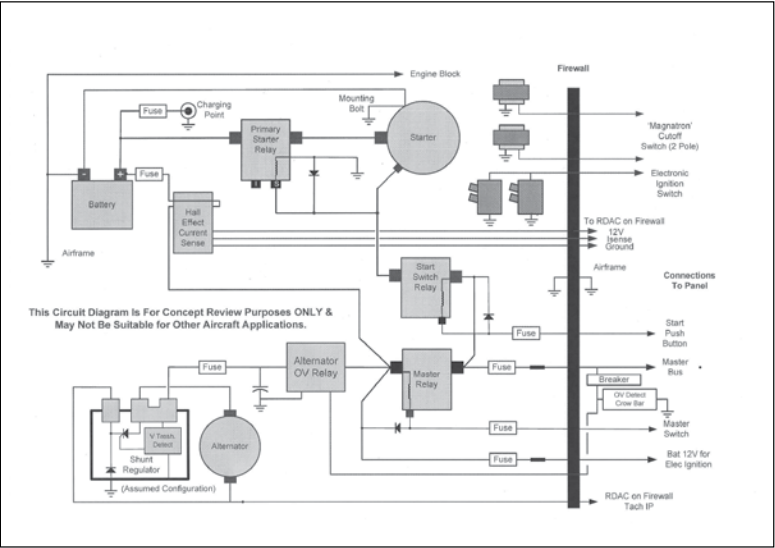 Engine Block
Firewall
Fuse
Charging
Point
Mounting
Bolt
Primary
Starter
Relay
Starter
'Magnatron'
Cutoff
Switch (2 Pole)
Electronic
Ignition
Switch
-
+
Fuse
Battery
I
S
Hall
Effect
Current
Sense
To RDAC on Firewall
12V
Isense
Ground
Airframe
Start
Switch
Relay
Airframe
Connections
To Panel
This Circuit Diagram Is For Concept Review Purposes ONLY &
May Not Be Suitable for Other Aircraft Applications.
Fuse
Start
Push
Button
Fuse
Alternator
OV Relay
Master
Relay
Fuse
Master
Bus
Breaker
OV Detect
Crow Bar
V Tresh.
Detect
Shunt
Regulator
Alternator
Fuse
Master
Switch
Fuse
Bat 12V for
Elec Ignition
(Assumed Configuration)
RDAC on Firewall
Tach IP